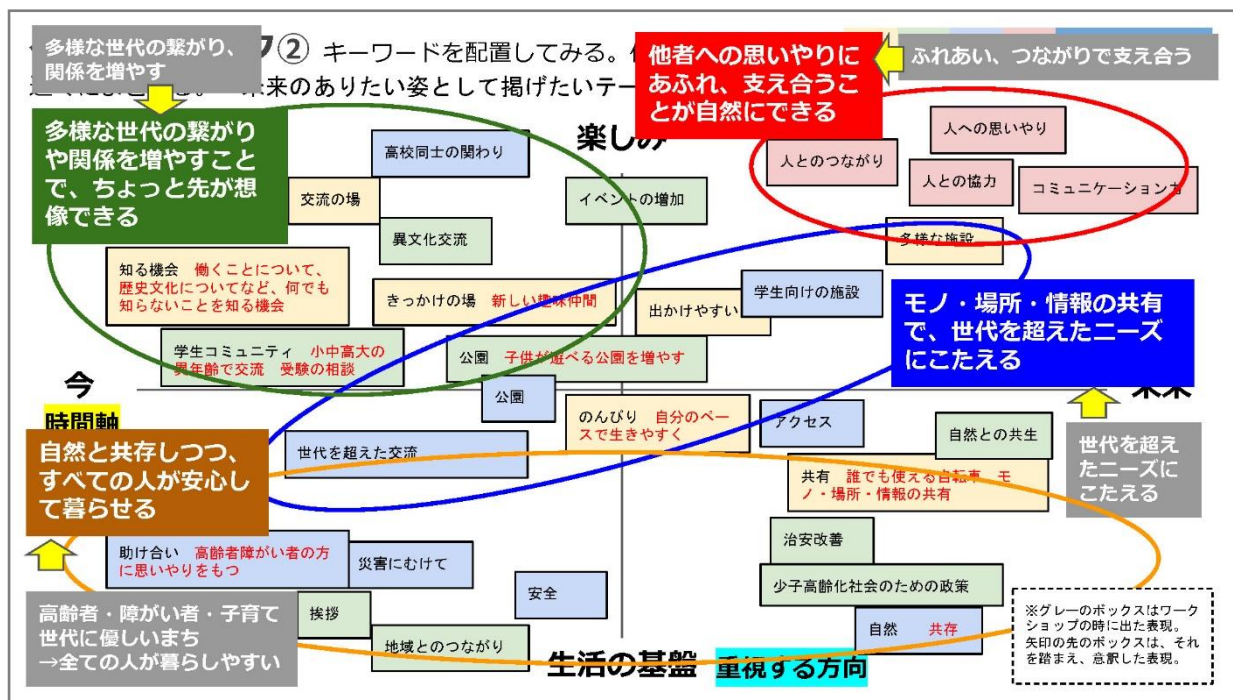 多様な世代の繋がり、
関係を増やす
② キーワードを配置してみる。
未来のありたい姿として掲げたいテー
他者への思いやりに
あふれ、支え合うこ
とが自然にできる
ふれあい、つながりで支え合う
多様な世代の繋がり
や関係を増やすこと
で、ちょっと先が想
像できる
楽しみ
高校同士の関わり
人への思いやり
人とのつながり
人との協力
コミュニケーション力
交流の場
イベントの増加
異文化交流
多様な施設
知る機会 働くことについて、
歴史文化についてなど、何でも
知らないことを知る機会
きっかけの場 新しい趣味仲間
出かけやすい
学生向けの施設
モノ・場所・情報の共有
で、世代を超えたニーズ
にこたえる
学生コミュニティ 小中高大の
異年齢で交流 受験の相談
公園 子供が遊べる公園を増やす
今
時間軸
公園
未来
のんびり 自分のペー
スで生きやすく
アクセス
自然との共生
世代を超え
たニーズに
こたえる
自然と共存しつつ、
すべての人が安心し
て暮らせる
世代を超えた交流
共有 誰でも使える自転車 モ
ノ・場所・情報の共有
助け合い 高齢者障がい者の方
に思いやりをもつ
災害にむけて
治安改善
安全
少子高齢化社会のための政策
高齢者・障がい者・子育て
世代に優しいまち
→全ての人が暮らしやすい
挨拶
地域とのつながり
自然 共存
生活の基盤 重視する方向
※グレーのボックスはワーク
ショップの時に出た表現。
矢印の先のボックスは、それ
を踏まえ、意訳した表現。